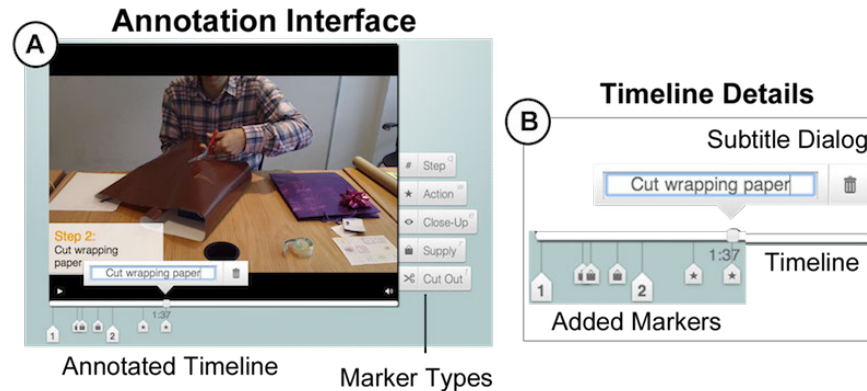 Annotation Interface
A
# Step
Action
Close-Up
Supply
Cut Out
Step 2:
Cut wrapping
paper
Cut wrapping paper
1:37
1
2
Annotated Timeline
Marker Types
Timeline Details
B
Subtitle Dialog
Cut wrapping paper
1:37
Timeline
1
2
Added Markers